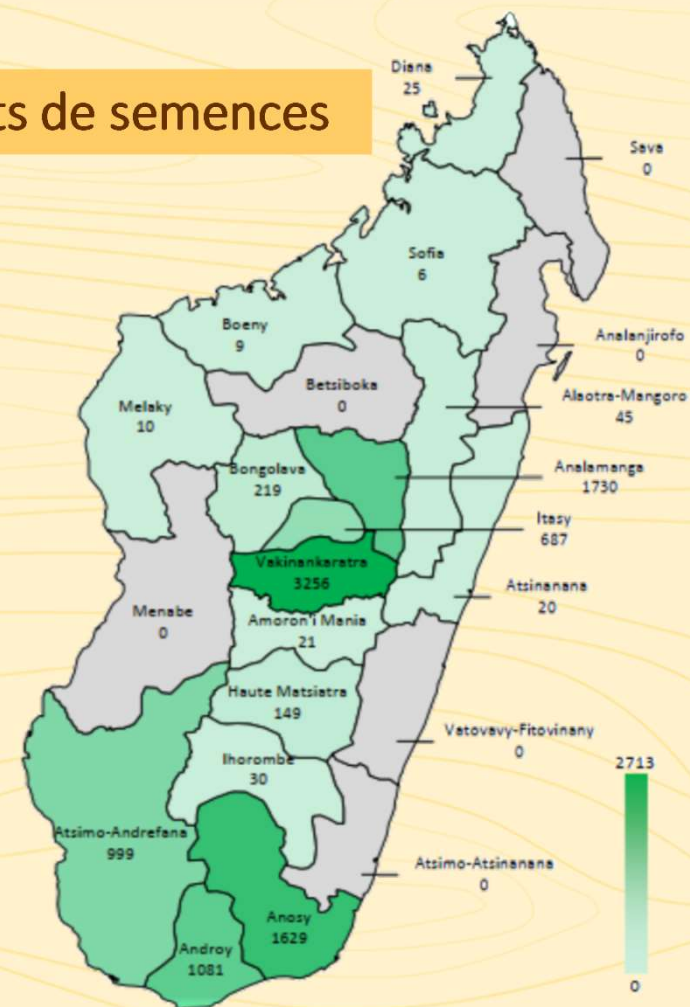 ts de semences
Diana
25
Sava
0
Sofia
6
Boeny
9
Analanjirofo
0
Betsiboka
0
Alaotra-Mangoro
45
Melaky
10
Bongolava
219
Analamanga
1730
Itasy
687
Vakinankaratra
3256
Atsinanana
20
Menabe
0
Amoron'i Mania
21
Haute Matsiatra
149
Vatovavy-Fitovinany
0
Ihorombe
30
2713
Atsimo-Andrefana
999
Atsimo-Atsinanana
0
Anosy
1629
Androy
1081
0